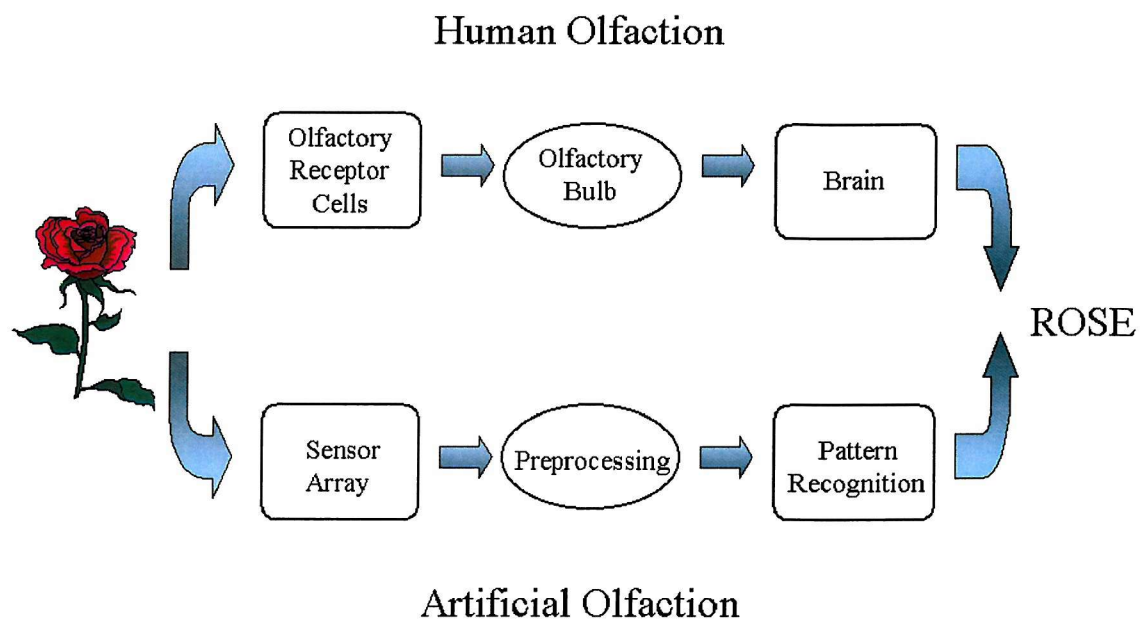 Human Olfaction
Olfactory
Receptor
Cells
Olfactory
Bulb
Brain
ROSE
Sensor
Array
Preprocessing
Pattern
Recognition
Artificial Olfaction